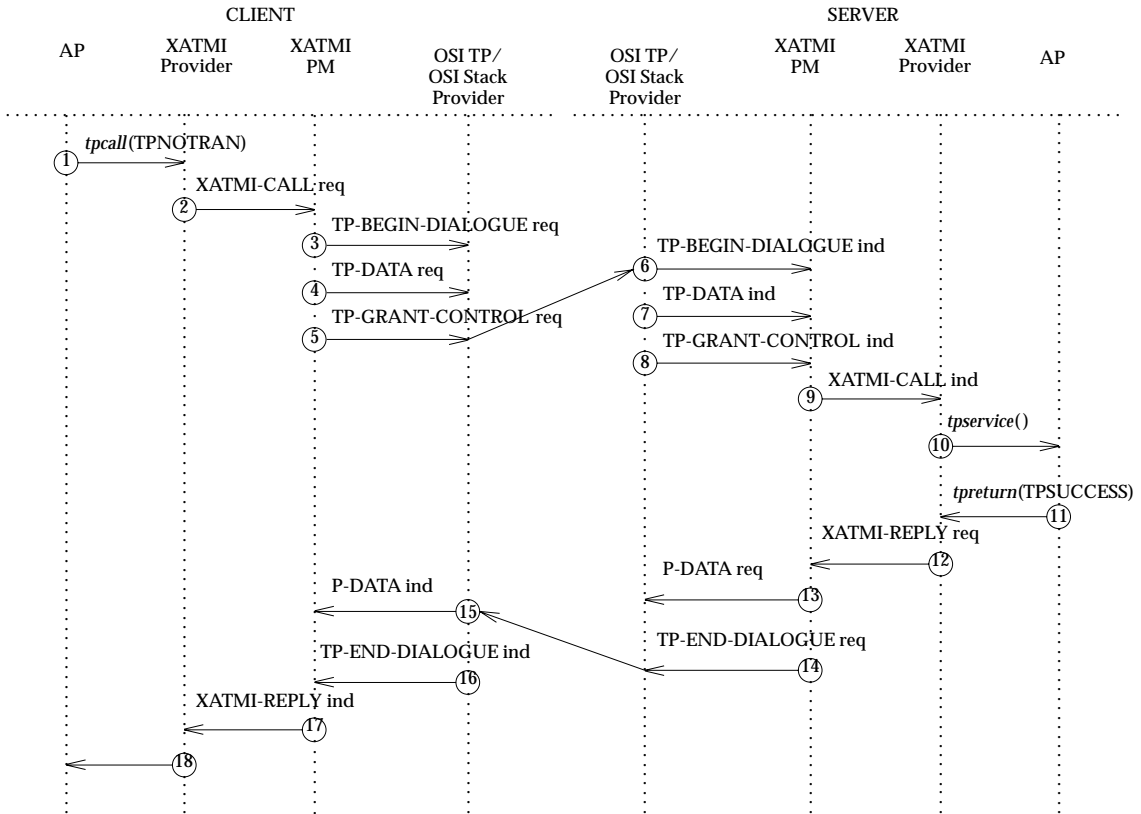 CLIENT
SERVER
AP
XATMI
Provider
XATMI
PM
OSI TP/
OSI Stack
Provider
OSI TP/
OSI Stack
Provider
XATMI
PM
XATMI
Provider
AP
tpcall(TPNOTRAN)
1
XATMI-CALL req
2
TP-BEGIN-DIALOGUE req
3
TP-DATA req
4
TP-GRANT-CONTROL req
5
TP-BEGIN-DIALOGUE ind
6
TP-DATA ind
7
TP-GRANT-CONTROL ind
8
XATMI-CALL ind
9
tpservice()
10
tpreturn(TPSUCCESS)
11
XATMI-REPLY req
12
P-DATA req
13
TP-END-DIALOGUE req
14
P-DATA ind
15
TP-END-DIALOGUE ind
16
XATMI-REPLY ind
17
18